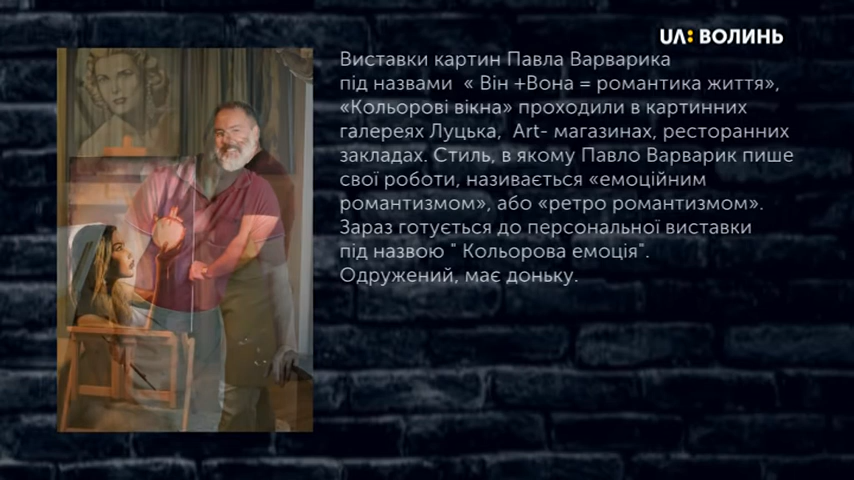 UA: ВОЛИНЬ
Виставки картин Павла Варварика
під назвами « Він +Вона = романтика життя»,
«Кольорові вікна» проходили в картинних
галереях Луцька, Art- магазинах, ресторанних
закладах. Стиль, в якому Павло Варварик пише
свої роботи, називається «емоційним
романтизмом», або «ретро романтизмом».
Зараз готується до персональної виставки
під назвою " Кольорова емоція".
Одружений, має доньку.